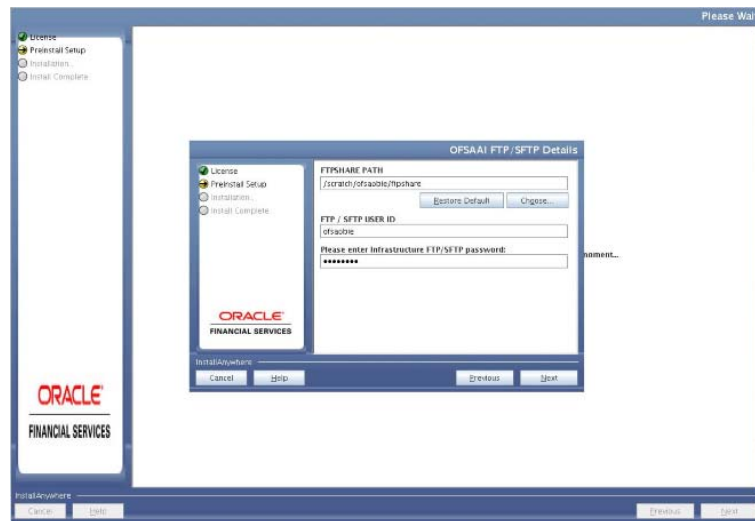 Please Wai
License
Preinstall Setup
Installation...
Install Complete
OFSAAI FTP/SFTP Details
License
Preinstall Setup
Installation...
Install Complete
FTPSHARE PATH
/scratch/ofsaobie/ftpshare
Restore Default
Choose...
FTP / SFTP USER ID
ofsaobie
Please enter Infrastructure FTP/SFTP password:
••••••••
moment...
ORACLE
FINANCIAL SERVICES
InstallAnywhere
Cancel
Help
Previous
Next
ORACLE
FINANCIAL SERVICES
InstallAnywhere
Cancel
Help
Previous
Next